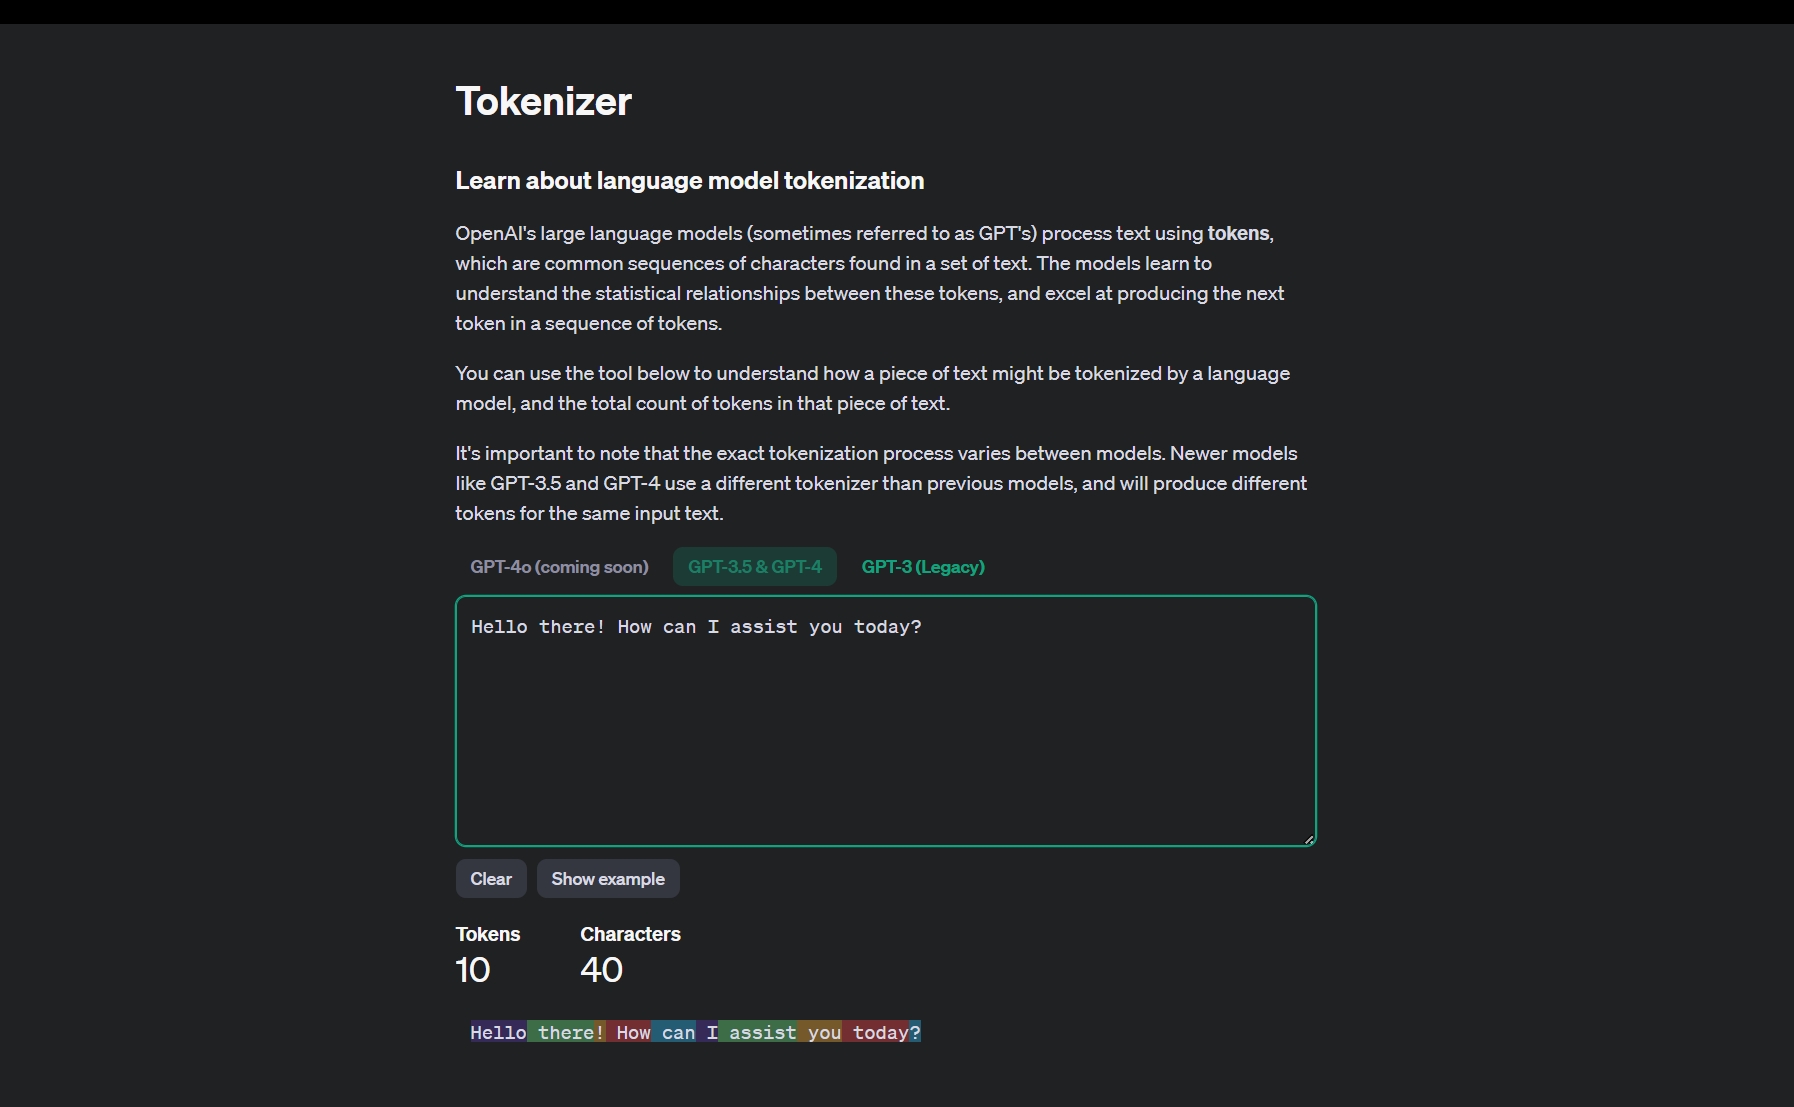 Tokenizer
Learn about language model tokenization
OpenAI's large language models (sometimes referred to as GPT's) process text using tokens,
which are common sequences of characters found in a set of text. The models learn to
understand the statistical relationships between these tokens, and excel at producing the next
token in a sequence of tokens.
You can use the tool below to understand how a piece of text might be tokenized by a language
model, and the total count of tokens in that piece of text.
It's important to note that the exact tokenization process varies between models. Newer models
like GPT-3.5 and GPT-4 use a different tokenizer than previous models, and will produce different
tokens for the same input text.
GPT-4o (coming soon) GPT-3.5 & GPT-4 GPT-3 (Legacy)
Hello there! How can I assist you today?
Clear Show example
Tokens Characters
10 40
Hello there! How can I assist you today?